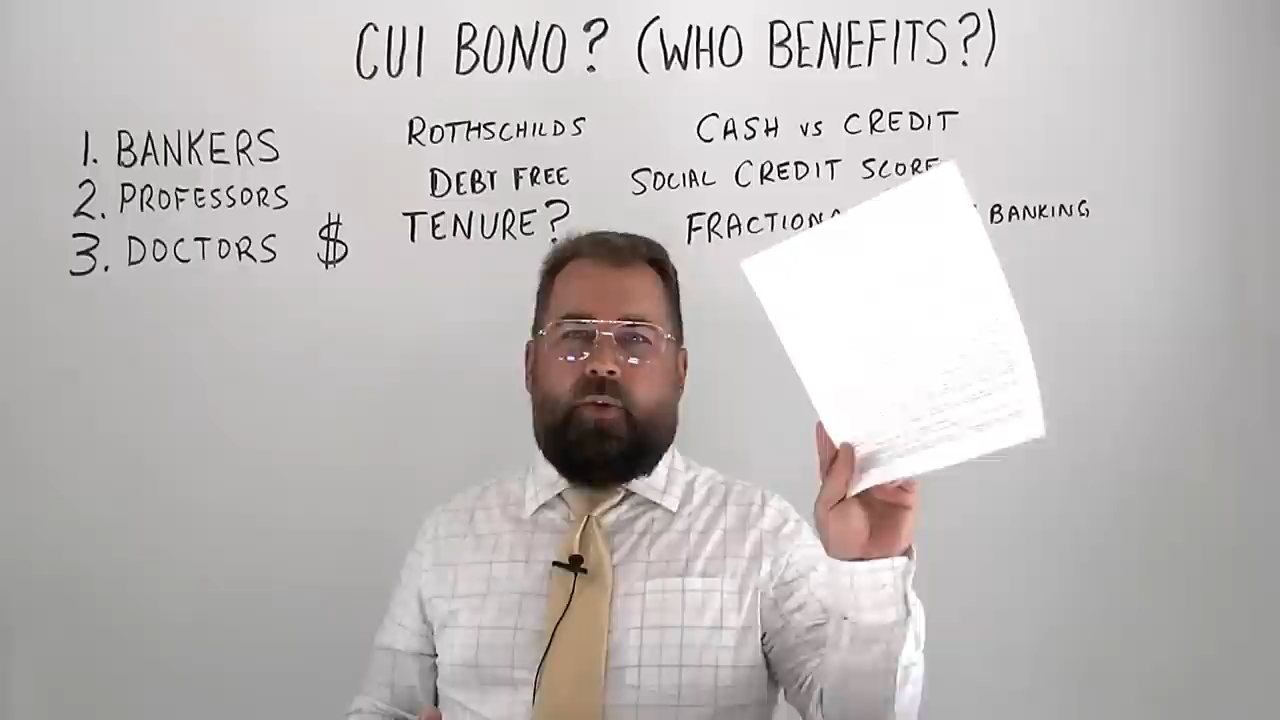 CUI BONO? (WHO BENEFITS?)
1. BANKERS
2. PROFESSORS
3. DOCTORS $
ROTHSCHILDS
DEBT FREE
TENURE?
CASH vs CREDIT
SOCIAL CREDIT SCORE
BANKING